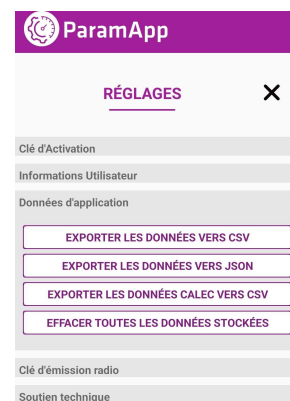 ParamApp
RÉGLAGES
Clé d'Activation
Informations Utilisateur
Données d'application
EXPORTER LES DONNÉES VERS CSV
EXPORTER LES DONNÉES VERS JSON
EXPORTER LES DONNÉES CALEC VERS CSV
EFFACER TOUTES LES DONNÉES STOCKÉES
Clé d'émission radio
Soutien technique